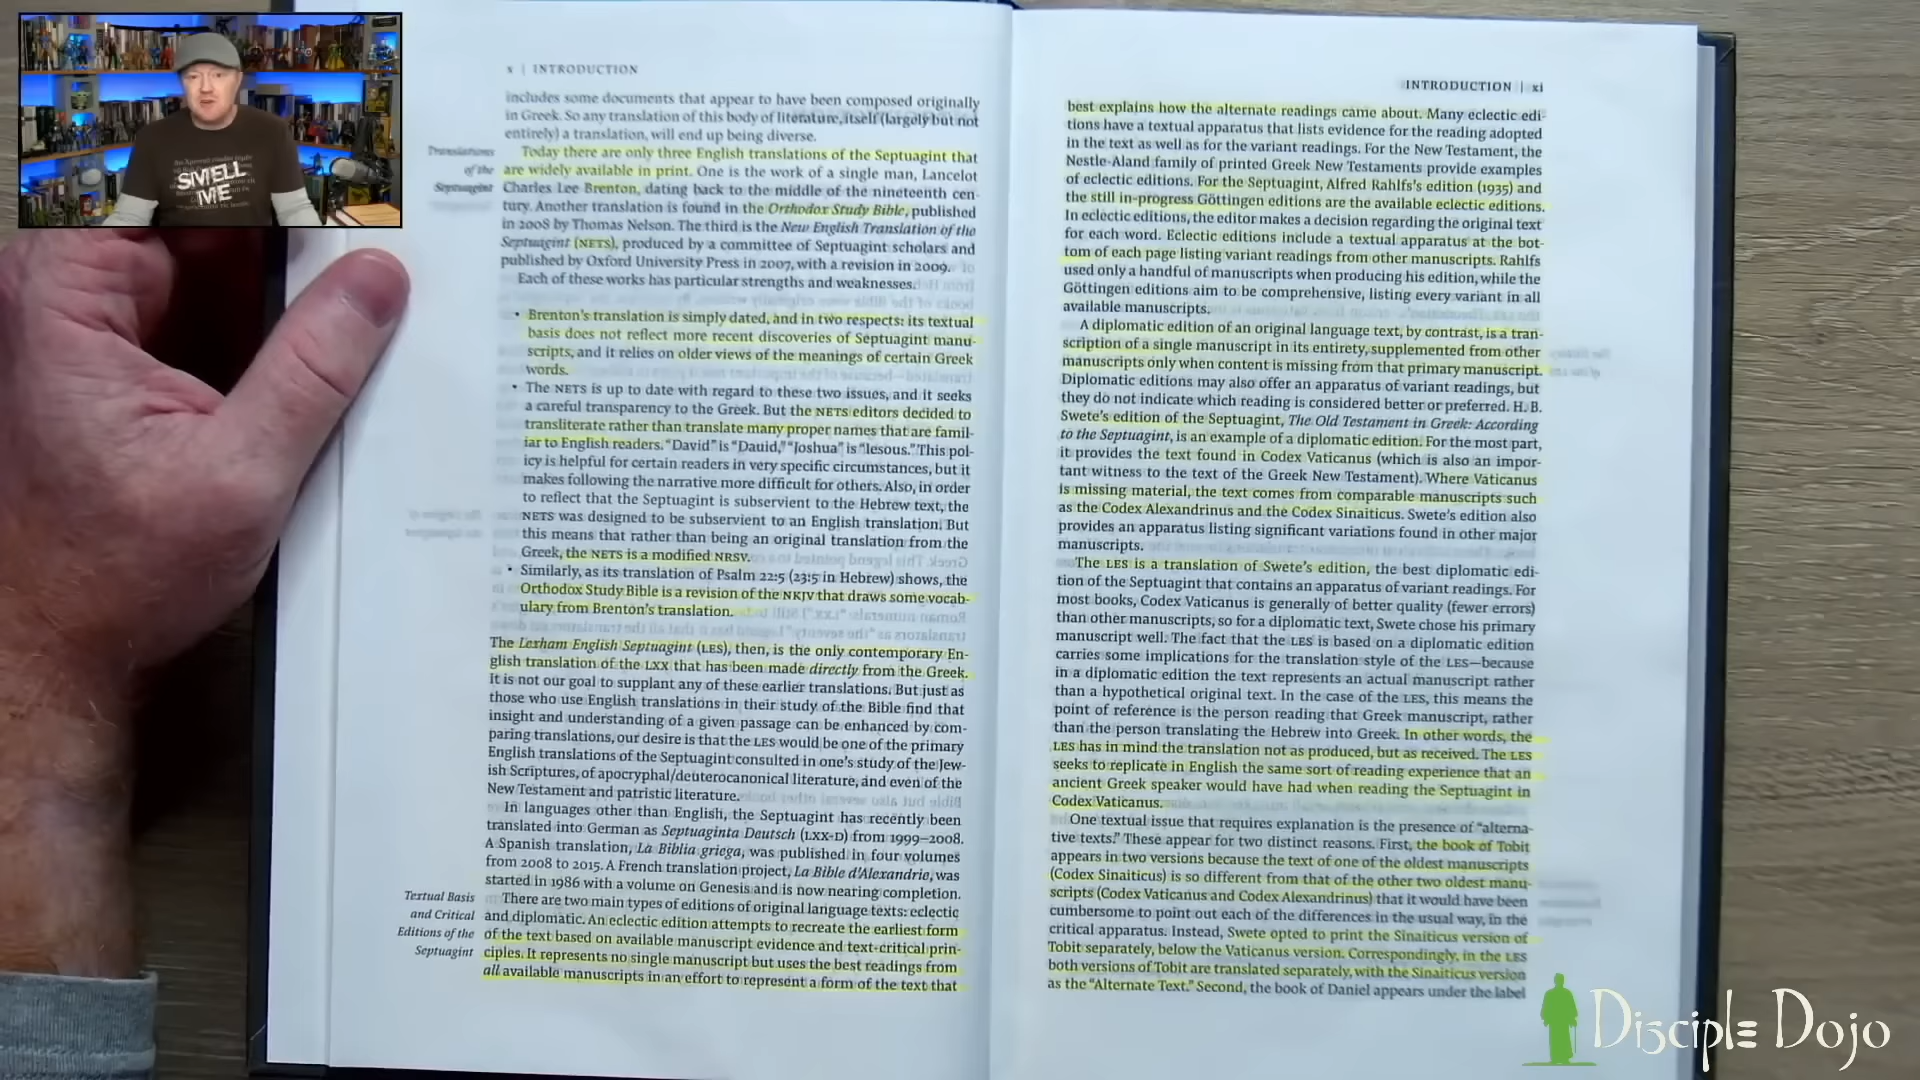 SMELL
ME
x | INTRODUCTION
includes some documents that appear to have been composed originally
in Greek. So any translation of this body of literature, itself (largely but not
entirely) a translation, will end up being diverse.
Translations
of the
Septuagint
Today there are only three English translations of the Septuagint that
are widely available in print. One is the work of a single man, Lancelot
Charles Lee Brenton, dating back to the middle of the nineteenth cen-
tury. Another translation is found in the Orthodox Study Bible, published
in 2008 by Thomas Nelson. The third is the New English Translation of the
Septuagint (NETS), produced by a committee of Septuagint scholars and
published by Oxford University Press in 2007, with a revision in 2009.
Each of these works has particular strengths and weaknesses.
• Brenton's translation is simply dated, and in two respects: its textual
basis does not reflect more recent discoveries of Septuagint manu-
scripts, and it relies on older views of the meanings of certain Greek
words.
• The NETS is up to date with regard to these two issues, and it seeks
a careful transparency to the Greek. But the NETS editors decided to
transliterate rather than translate many proper names that are famil-
iar to English readers. "David" is "Dauid," "Joshua" is "Iesous." This pol-
icy is helpful for certain readers in very specific circumstances, but it
makes following the narrative more difficult for others. Also, in order
to reflect that the Septuagint is subservient to the Hebrew text, the
NETS was designed to be subservient to an English translation. But
this means that rather than being an original translation from the
Greek, the NETS is a modified NRSV.
• Similarly, as its translation of Psalm 22:5 (23:5 in Hebrew) shows, the
Orthodox Study Bible is a revision of the NKJV that draws some vocab-
ulary from Brenton's translation.
The Lexham English Septuagint (LES), then, is the only contemporary En-
glish translation of the LXX that has been made directly from the Greek.
It is not our goal to supplant any of these earlier translations. But just as
those who use English translations in their study of the Bible find that
insight and understanding of a given passage can be enhanced by com-
paring translations, our desire is that the LES would be one of the primary
English translations of the Septuagint consulted in one's study of the Jew-
ish Scriptures, of apocryphal/deuterocanonical literature, and even of the
New Testament and patristic literature.
In languages other than English, the Septuagint has recently been
translated into German as Septuaginta Deutsch (LXX-D) from 1999–2008.
A Spanish translation, La Biblia griega, was published in four volumes
from 2008 to 2015. A French translation project, La Bible d'Alexandrie, was
started in 1986 with a volume on Genesis and is now nearing completion.
Textual Basis
and Critical
Editions of the
Septuagint
There are two main types of editions of original language texts: eclectic
and diplomatic. An eclectic edition attempts to recreate the earliest form
of the text based on available manuscript evidence and text-critical prin-
ciples. It represents no single manuscript but uses the best readings from
all available manuscripts in an effort to represent a form of the text that
INTRODUCTION | xi
best explains how the alternate readings came about. Many eclectic edi-
tions have a textual apparatus that lists evidence for the reading adopted
in the text as well as for the variant readings. For the New Testament, the
Nestle-Aland family of printed Greek New Testaments provide examples
of eclectic editions. For the Septuagint, Alfred Rahlfs's edition (1935) and
the still in-progress Göttingen editions are the available eclectic editions.
In eclectic editions, the editor makes a decision regarding the original text
for each word. Eclectic editions include a textual apparatus at the bot-
tom of each page listing variant readings from other manuscripts. Rahlfs
used only a handful of manuscripts when producing his edition, while the
Göttingen editions aim to be comprehensive, listing every variant in all
available manuscripts.
A diplomatic edition of an original language text, by contrast, is a tran-
scription of a single manuscript in its entirety, supplemented from other
manuscripts only when content is missing from that primary manuscript.
Diplomatic editions may also offer an apparatus of variant readings, but
they do not indicate which reading is considered better or preferred. H. B.
Swete's edition of the Septuagint, The Old Testament in Greek: According
to the Septuagint, is an example of a diplomatic edition. For the most part,
it provides the text found in Codex Vaticanus (which is also an impor-
tant witness to the text of the Greek New Testament). Where Vaticanus
is missing material, the text comes from comparable manuscripts such
as the Codex Alexandrinus and the Codex Sinaiticus. Swete's edition also
provides an apparatus listing significant variations found in other major
manuscripts.
The LES is a translation of Swete's edition, the best diplomatic edi-
tion of the Septuagint that contains an apparatus of variant readings. For
most books, Codex Vaticanus is generally of better quality (fewer errors)
than other manuscripts, so for a diplomatic text, Swete chose his primary
manuscript well. The fact that the LES is based on a diplomatic edition
carries some implications for the translation style of the LES—because
in a diplomatic edition the text represents an actual manuscript rather
than a hypothetical original text. In the case of the LES, this means the
point of reference is the person reading that Greek manuscript, rather
than the person translating the Hebrew into Greek. In other words, the
LES has in mind the translation not as produced, but as received. The LES
seeks to replicate in English the same sort of reading experience that an
ancient Greek speaker would have had when reading the Septuagint in
Codex Vaticanus.
One textual issue that requires explanation is the presence of "alterna-
tive texts." These appear for two distinct reasons. First, the book of Tobit
appears in two versions because the text of one of the oldest manuscripts
(Codex Sinaiticus) is so different from that of the other two oldest manu-
scripts (Codex Vaticanus and Codex Alexandrinus) that it would have been
cumbersome to point out each of the differences in the usual way, in the
critical apparatus. Instead, Swete opted to print the Sinaiticus version of
Tobit separately, below the Vaticanus version. Correspondingly, in the LES
both versions of Tobit are translated separately, with the Sinaiticus version
as the "Alternate Text." Second, the book of Daniel appears under the label
Disciple Dojo